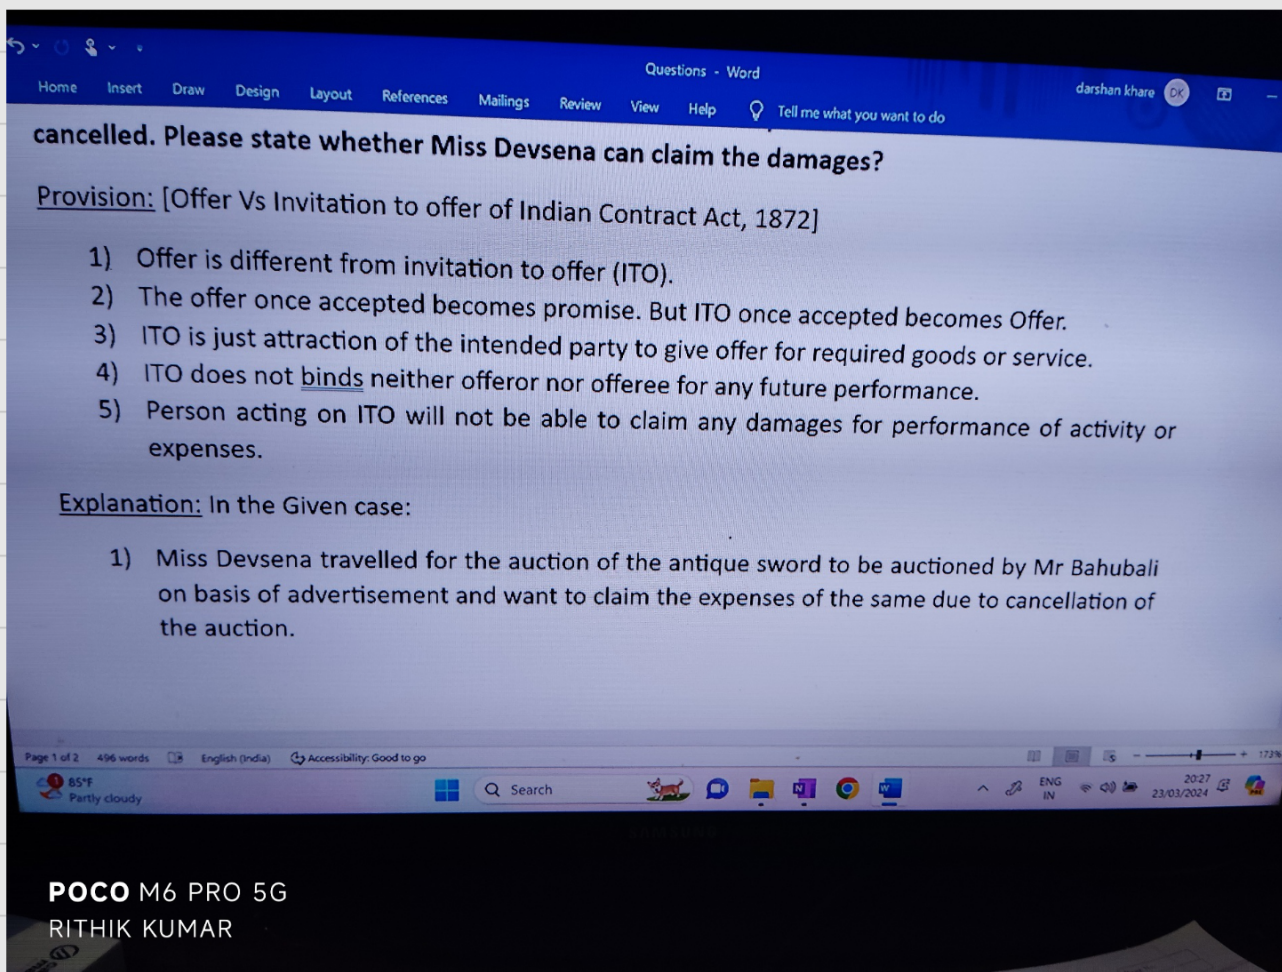 Questions - Word
darshan khare DK
Home Insert Draw Design Layout References Mailings Review View Help Tell me what you want to do
cancelled. Please state whether Miss Devsena can claim the damages?
Provision: [Offer Vs Invitation to offer of Indian Contract Act, 1872]
1) Offer is different from invitation to offer (ITO).
2) The offer once accepted becomes promise. But ITO once accepted becomes Offer.
3) ITO is just attraction of the intended party to give offer for required goods or service.
4) ITO does not binds neither offeror nor offeree for any future performance.
5) Person acting on ITO will not be able to claim any damages for performance of activity or
expenses.
Explanation: In the Given case:
1) Miss Devsena travelled for the auction of the antique sword to be auctioned by Mr Bahubali
on basis of advertisement and want to claim the expenses of the same due to cancellation of
the auction.
Page 1 of 2 496 words English (India) Accessibility: Good to go 173%
1 85°F
Partly cloudy
Search
ENG
IN
20:27
23/03/2024
SAMSUNG
POCO M6 PRO 5G
RITHIK KUMAR